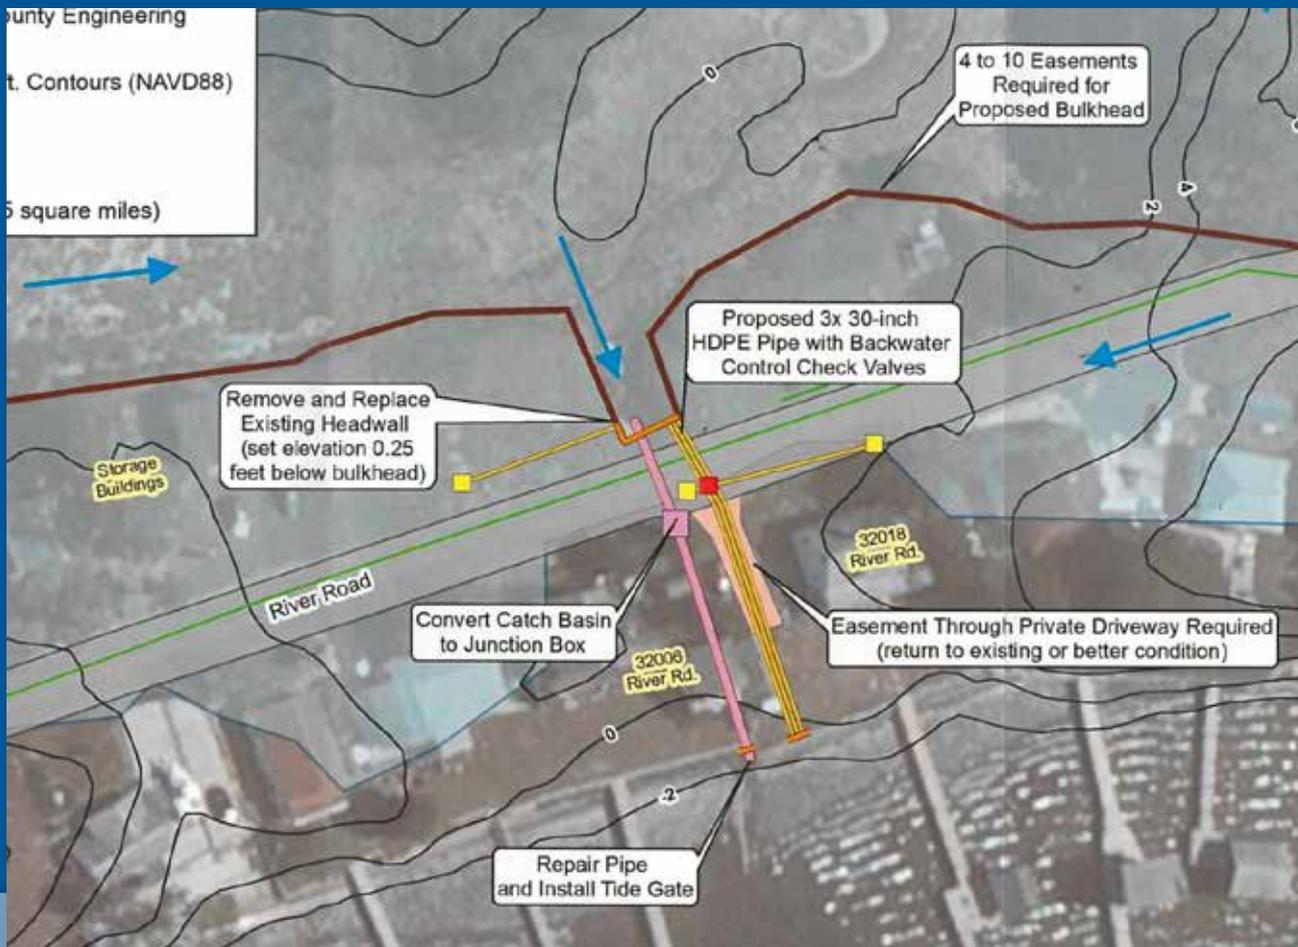 ounty Engineering
t. Contours (NAVD88)
5 square miles)
0
4 to 10 Easements
Required for
Proposed Bulkhead
4
2
Proposed 3x 30-inch
HDPE Pipe with Backwater
Control Check Valves
Remove and Replace
Existing Headwall
(set elevation 0.25
feet below bulkhead)
Storage
Buildings
River Road
32018
River Rd.
Convert Catch Basin
to Junction Box
Easement Through Private Driveway Required
(return to existing or better condition)
32006
River Rd.
0
-2
Repair Pipe
and Install Tide Gate